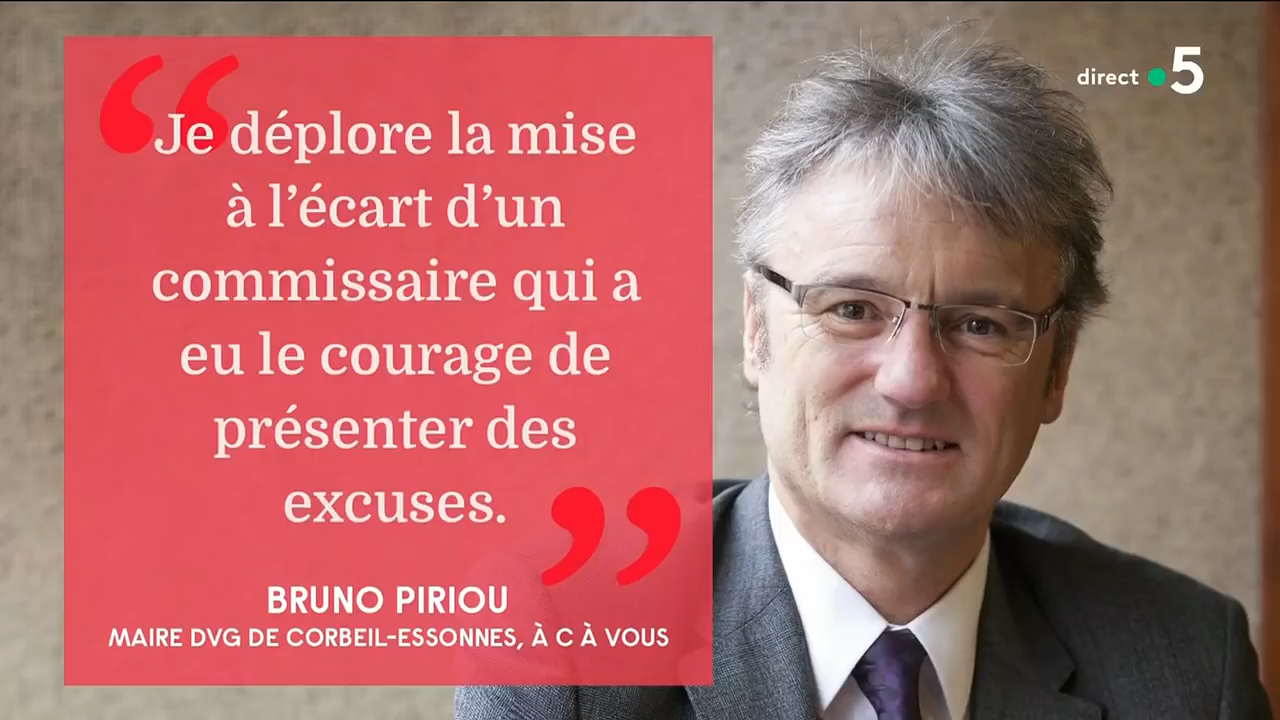 direct 5
“Je déplore la mise
à l’écart d’un
commissaire qui a
eu le courage de
présenter des
excuses.”
BRUNO PIRIOU
MAIRE DVG DE CORBEIL-ESSONNES, À C À VOUS